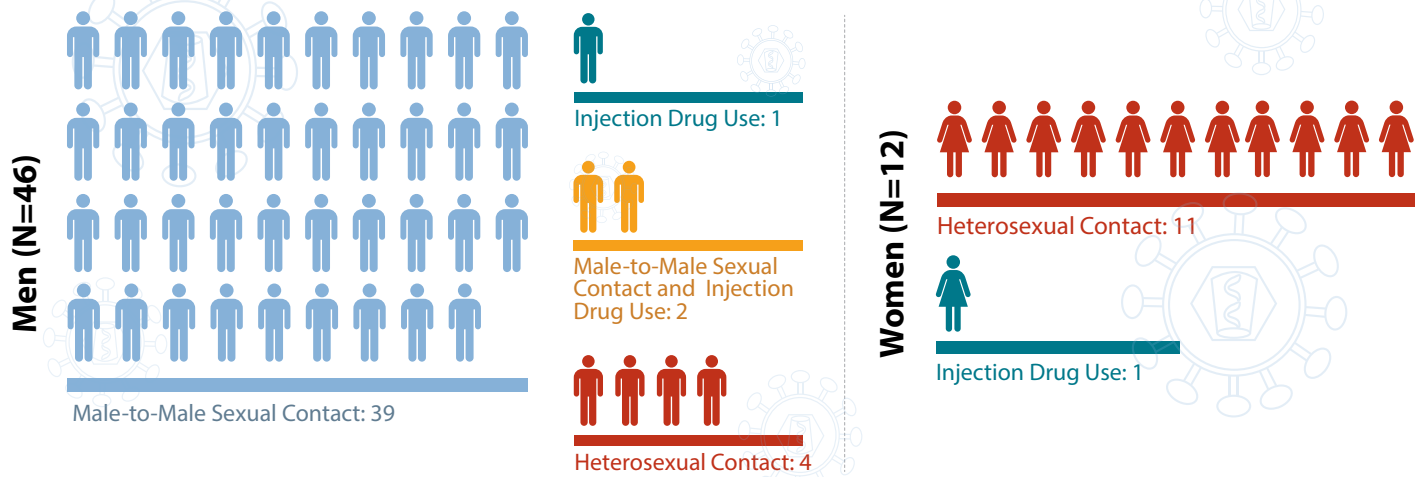 Men (N=46)
Male-to-Male Sexual Contact: 39
Injection Drug Use: 1
Male-to-Male Sexual
Contact and Injection
Drug Use: 2
Heterosexual Contact: 4
Women (N=12)
Heterosexual Contact: 11
Injection Drug Use: 1